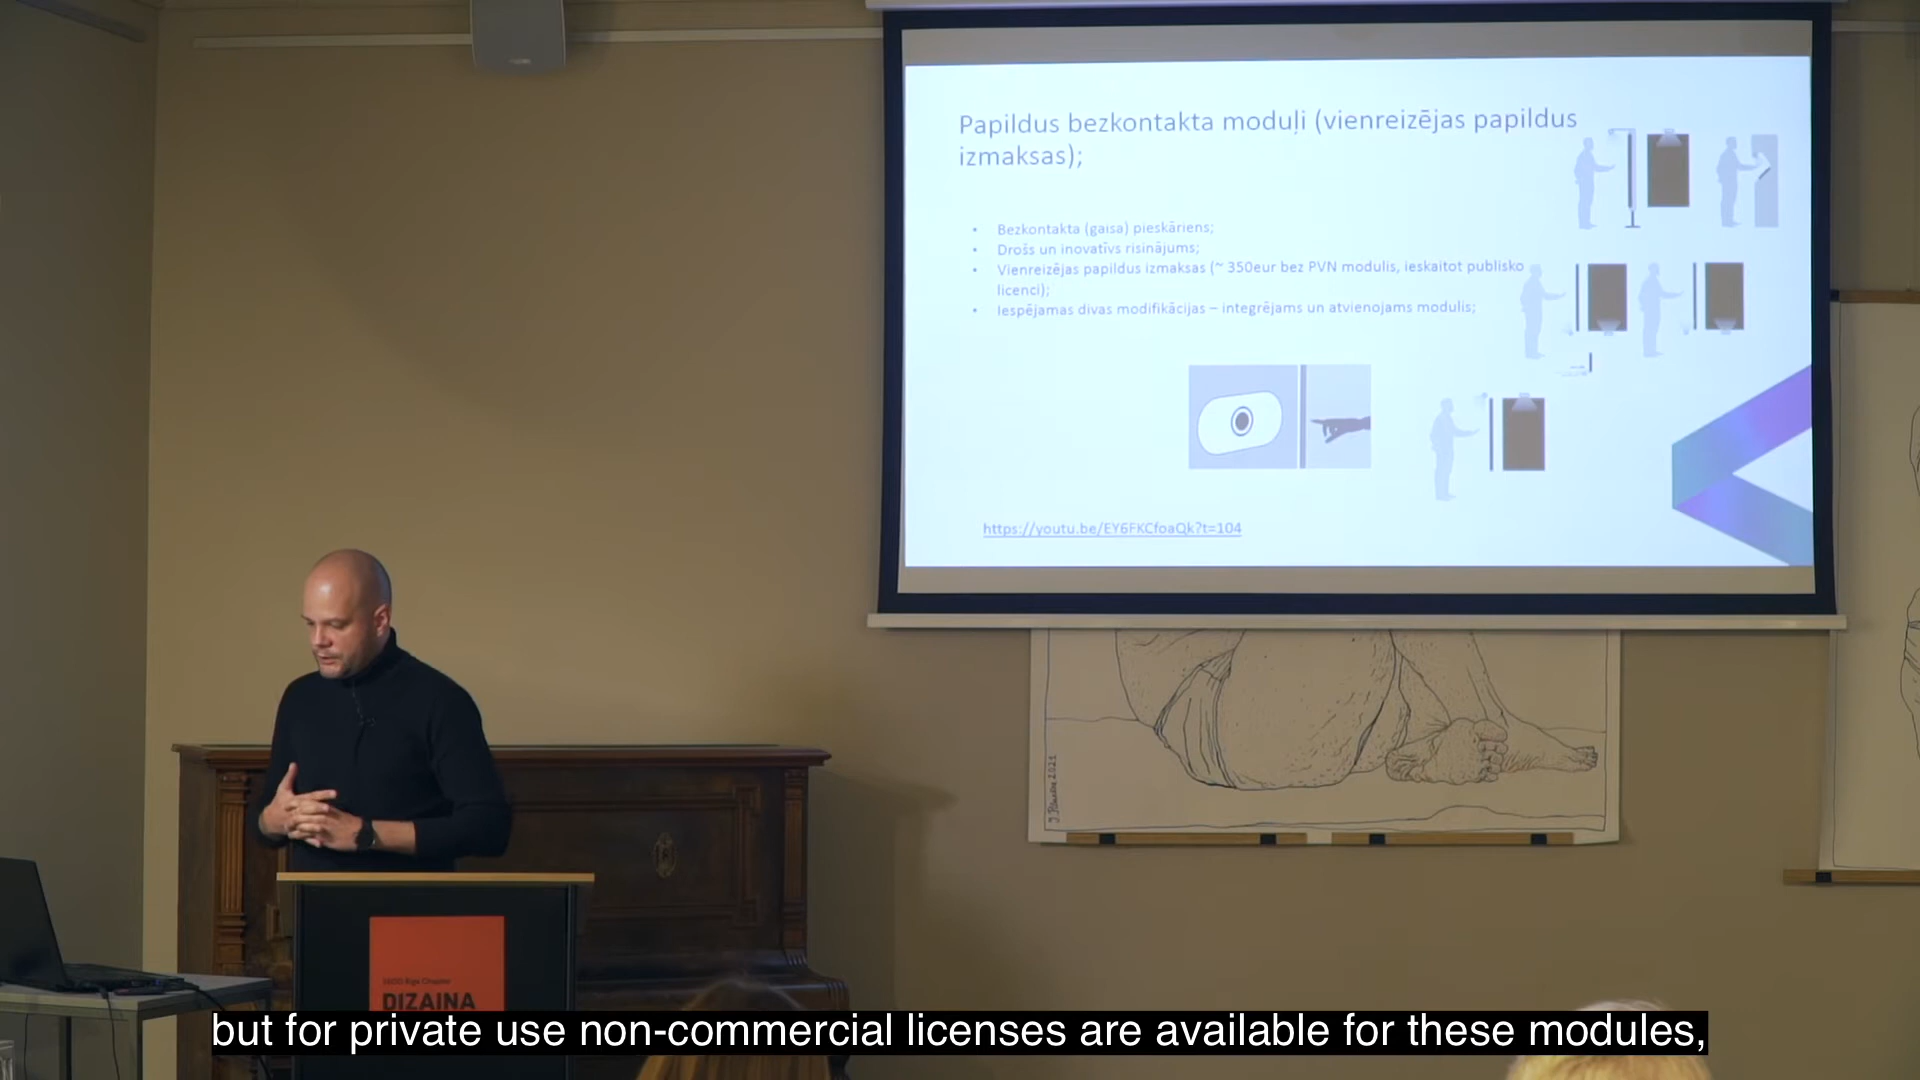 Papildus bezkontakta moduļi (vienreizējas papildus
izmaksas);
• Bezkontakta (gaisa) pieskāriens;
• Drošs un inovatīvs risinājums;
• Vienreizējas papildus izmaksas (~ 350eur bez PVN modulis, ieskaitot publisko
licenci);
• Iespējamas divas modifikācijas – integrējams un atvienojams modulis;
https://youtu.be/EY6FKCfoaQk?t=104
2021
DIZAINA
but for private use non-commercial licenses are available for these modules,